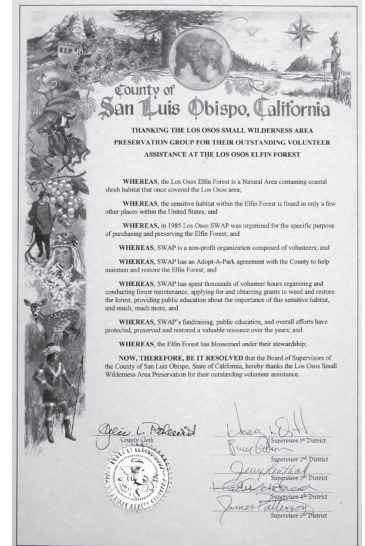 County of
San Luis Obispo, California
THANKING THE LOS OSOS SMALL WILDERNESS AREA
PRESERVATION GROUP FOR THEIR OUTSTANDING VOLUNTEER
ASSISTANCE AT THE LOS OSOS ELFIN FOREST
WHEREAS, the Los Osos Elfin Forest is a Natural Area containing coastal
shrub habitat that once covered the Los Osos area;
WHEREAS, the sensitive habitat within the Elfin Forest is found in only a few
other places within the United States; and
WHEREAS, in 1985 Los Osos SWAP was organized for the specific purpose
of purchasing and preserving the Elfin Forest; and
WHEREAS, SWAP is a non-profit organization composed of volunteers; and
WHEREAS, SWAP has an Adopt-A-Park agreement with the County to help
maintain and restore the Elfin Forest; and
WHEREAS, SWAP has spent thousands of volunteer hours organizing and
conducting forest maintenance, applying for and obtaining grants to weed and restore
the forest, providing public education about the importance of this sensitive habitat,
and much, much more; and
WHEREAS, SWAP's fundraising, public education, and overall efforts have
protected, preserved and restored a valuable resource over the years; and
WHEREAS, the Elfin Forest has blossomed under their stewardship;
NOW, THEREFORE, BE IT RESOLVED that the Board of Supervisors of
the County of San Luis Obispo, State of California, hereby thanks the Los Osos Small
Wilderness Area Preservation for their outstanding volunteer assistance.
County Clerk
Supervisor 1st District
Supervisor 2nd District
Supervisor 3rd District
Supervisor 4th District
James Patterson
Supervisor 5th District